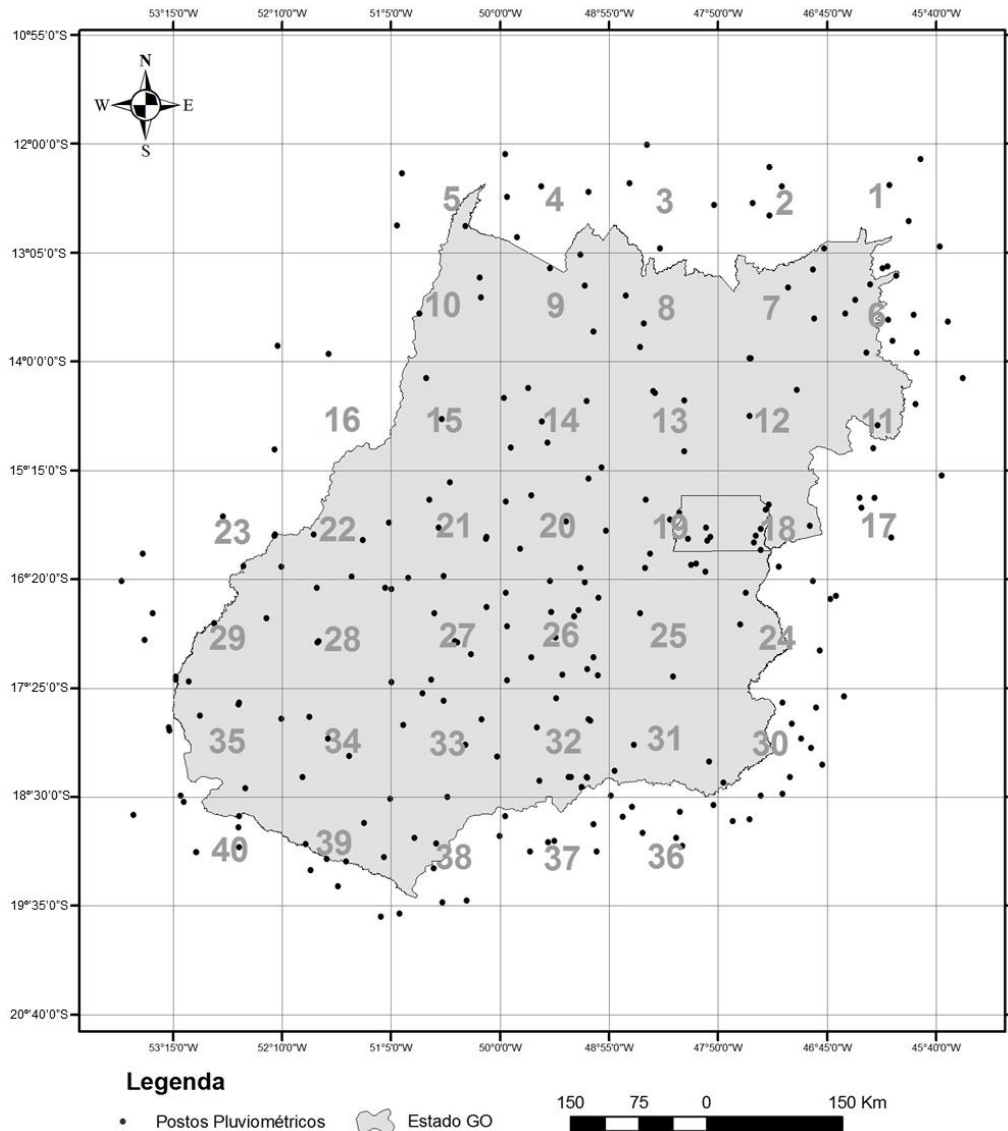 53°15'0"W 52°10'0"W 51°5'0"W 50°0'0"W 48°55'0"W 47°50'0"W 46°45'0"W 45°40'0"W
10°55'0"S
N
W E
S
12°00'0"S
5 4 3 2 1
13°05'0"S
10 9 8 7 6
14°0'0"S
16 15 14 13 12 11
15°15'0"S
23 22 21 20 19 18 17
16°20'0"S
29 28 27 26 25 24
17°25'0"S
35 34 33 32 31 30
18°30'0"S
40 39 38 37 36
19°35'0"S
20°40'0"S
53°15'0"W 52°10'0"W 51°5'0"W 50°0'0"W 48°55'0"W 47°50'0"W 46°45'0"W 45°40'0"W
Legenda
Postos Pluviométricos Estado GO
150 75 0 150 Km